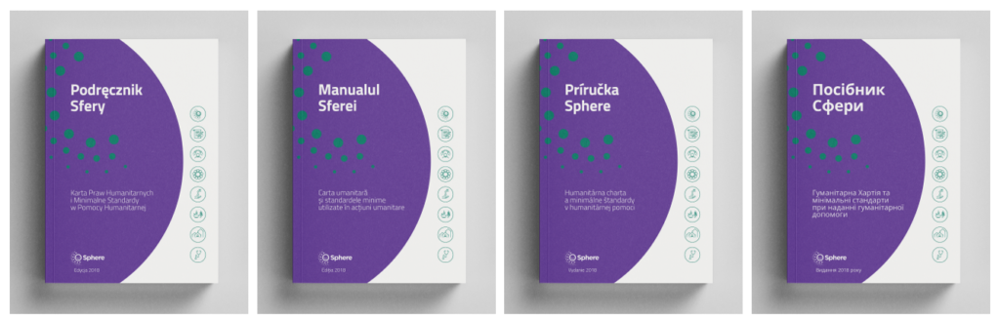 Podręcznik
Sfery
Karta Praw Humanitarnych
i Minimalne Standardy
w Pomocy Humanitarnej
Sphere
Edycja 2018
Manualul
Sferei
Carta umanitară
și standardele minime
utilizate în acțiuni umanitare
Sphere
Ediția 2018
Príručka
Sphere
Humanitárna charta
a minimálne štandardy
v humanitárnej pomoci
Sphere
Vydanie 2018
Посібник
Сфери
Гуманітарна Хартія та
мінімальні стандарти
при наданні гуманітарної
допомоги
Sphere
Видання 2018 року